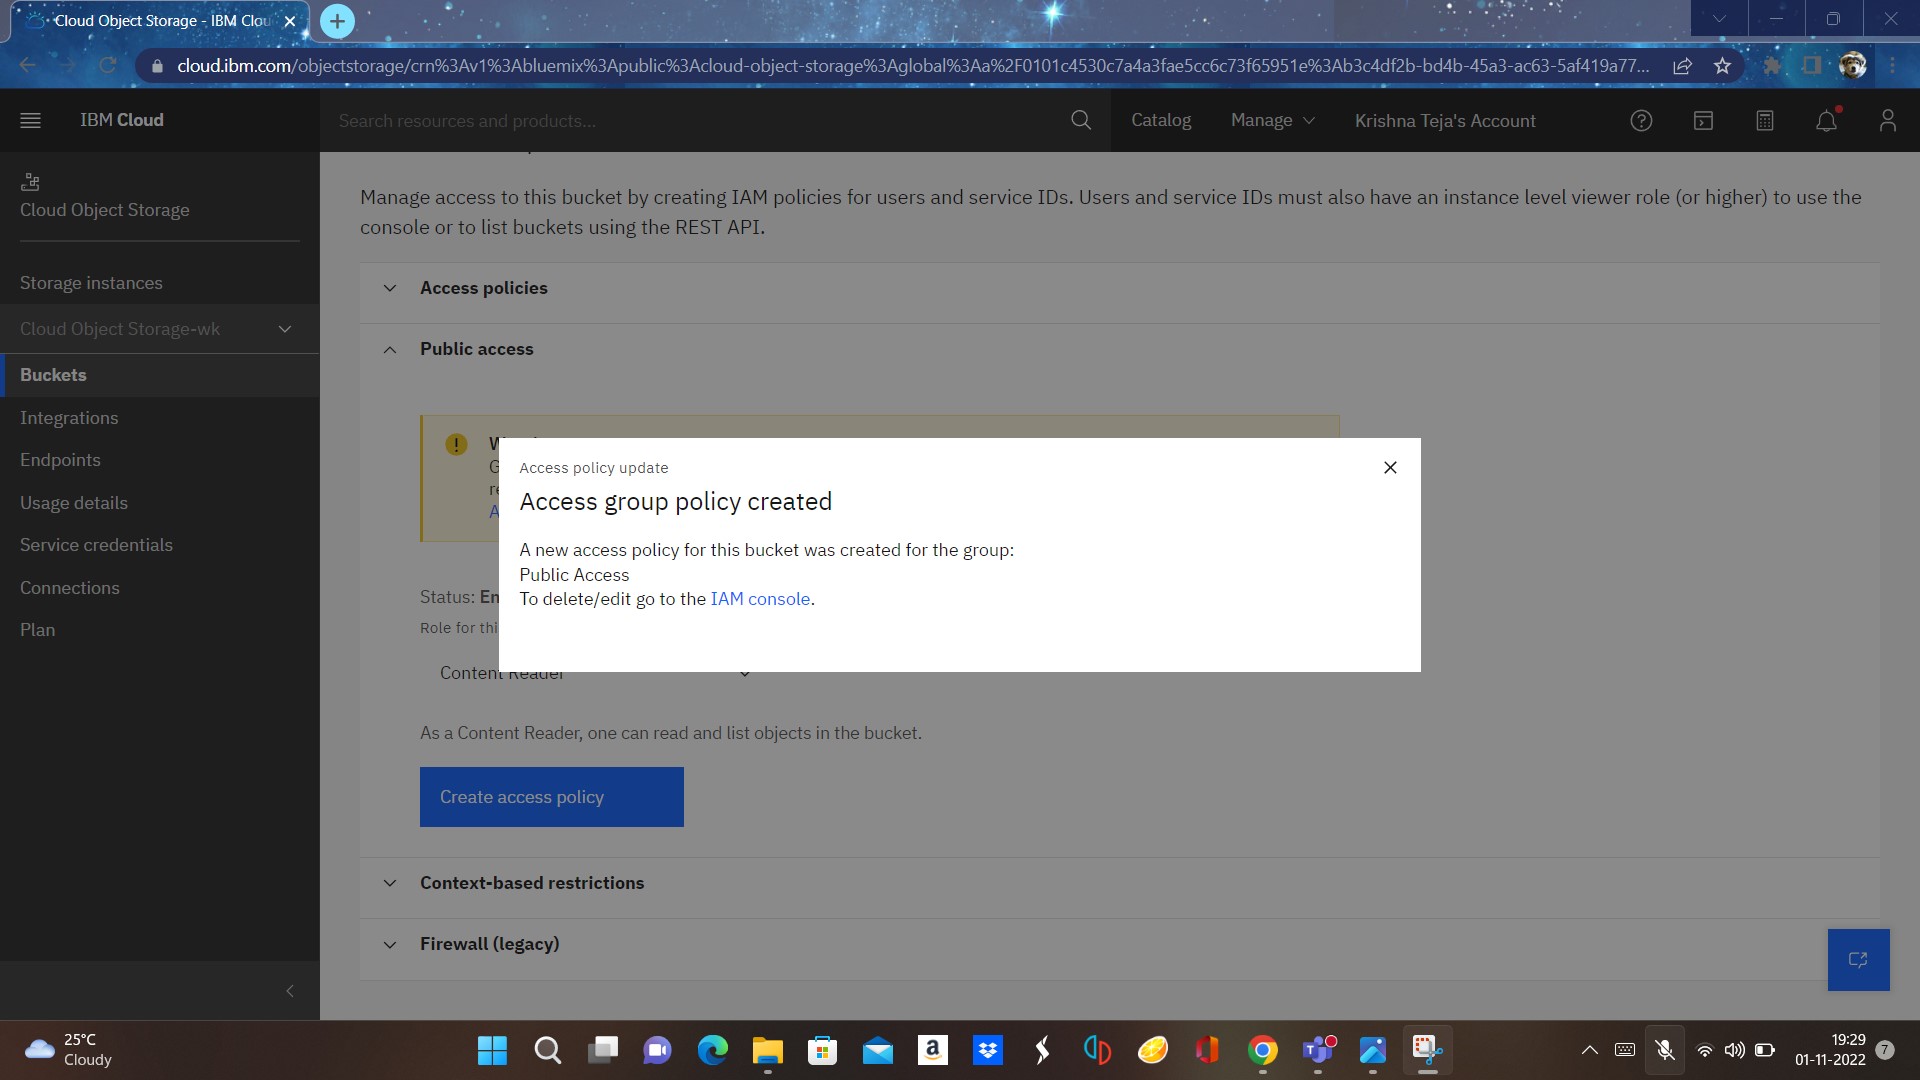 Cloud Object Storage - IBM Clou
cloud.ibm.com/objectstorage/crn%3Av1%3Abluemix%3Apublic%3Acloud-object-storage%3Aglobal%3Aa%2F0101c4530c7a4a3fae5cc6c73f65951e%3Ab3c4df2b-bd4b-45a3-ac63-5af419a77...
IBM Cloud
Search resources and products...
Catalog
Manage
Krishna Teja's Account
Cloud Object Storage
Storage instances
Cloud Object Storage-wk
Buckets
Integrations
Endpoints
Usage details
Service credentials
Connections
Plan
Manage access to this bucket by creating IAM policies for users and service IDs. Users and service IDs must also have an instance level viewer role (or higher) to use the
console or to list buckets using the REST API.
Access policies
Public access
Access policy update
Access group policy created
A new access policy for this bucket was created for the group:
Public Access
To delete/edit go to the IAM console.
Status: En
Role for thi
Content Reader
As a Content Reader, one can read and list objects in the bucket.
Create access policy
Context-based restrictions
Firewall (legacy)
25°C
Cloudy
19:29
01-11-2022
7